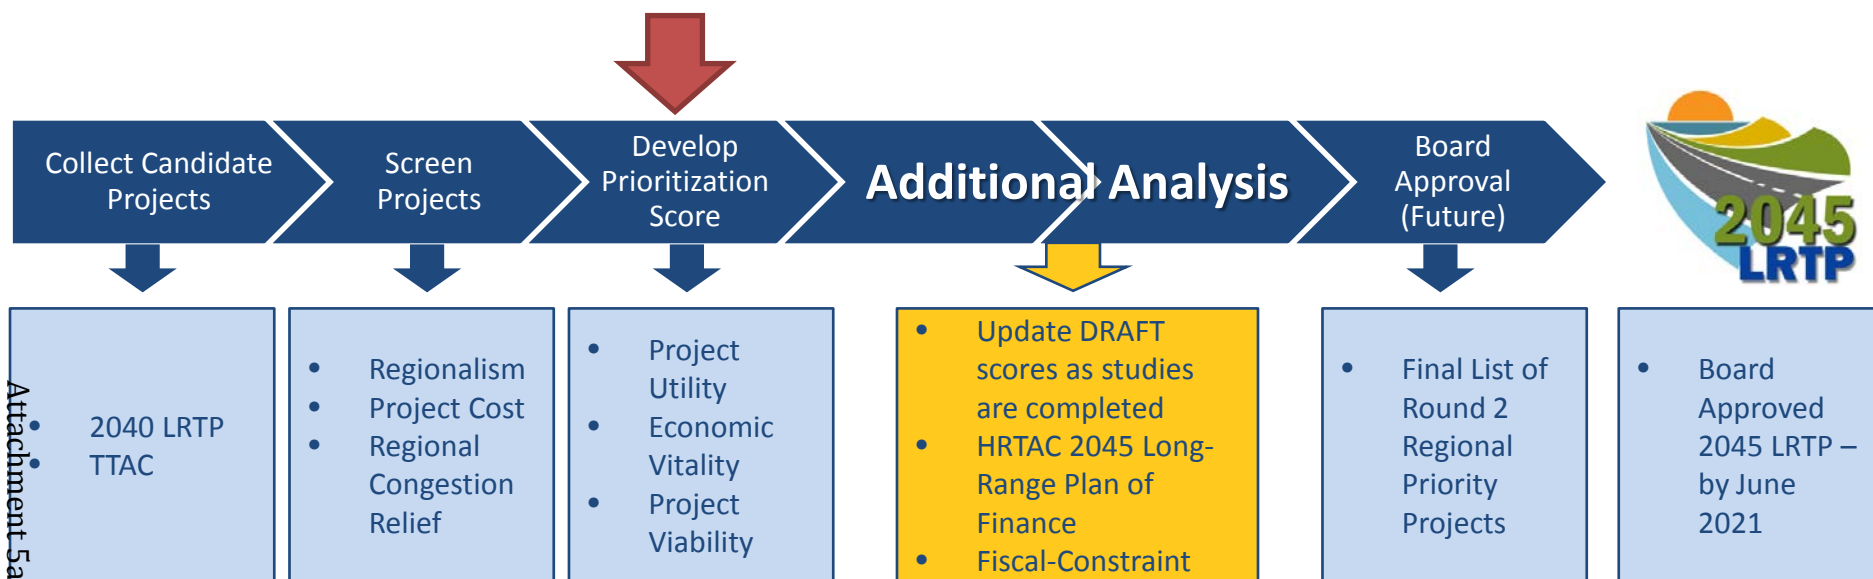 Collect Candidate
Projects
Screen
Projects
Develop
Prioritization
Score
Additional Analysis
Board
Approval
(Future)
2045
LRTP
• 2040 LRTP
• TTAC
• Regionalism
• Project Cost
• Regional
Congestion
Relief
• Project
Utility
• Economic
Vitality
• Project
Viability
• Update DRAFT
scores as studies
are completed
• HRTAC 2045 Long-
Range Plan of
Finance
• Fiscal-Constraint
• Final List of
Round 2
Regional
Priority
Projects
• Board
Approved
2045 LRTP –
by June
2021
Attachment 5a